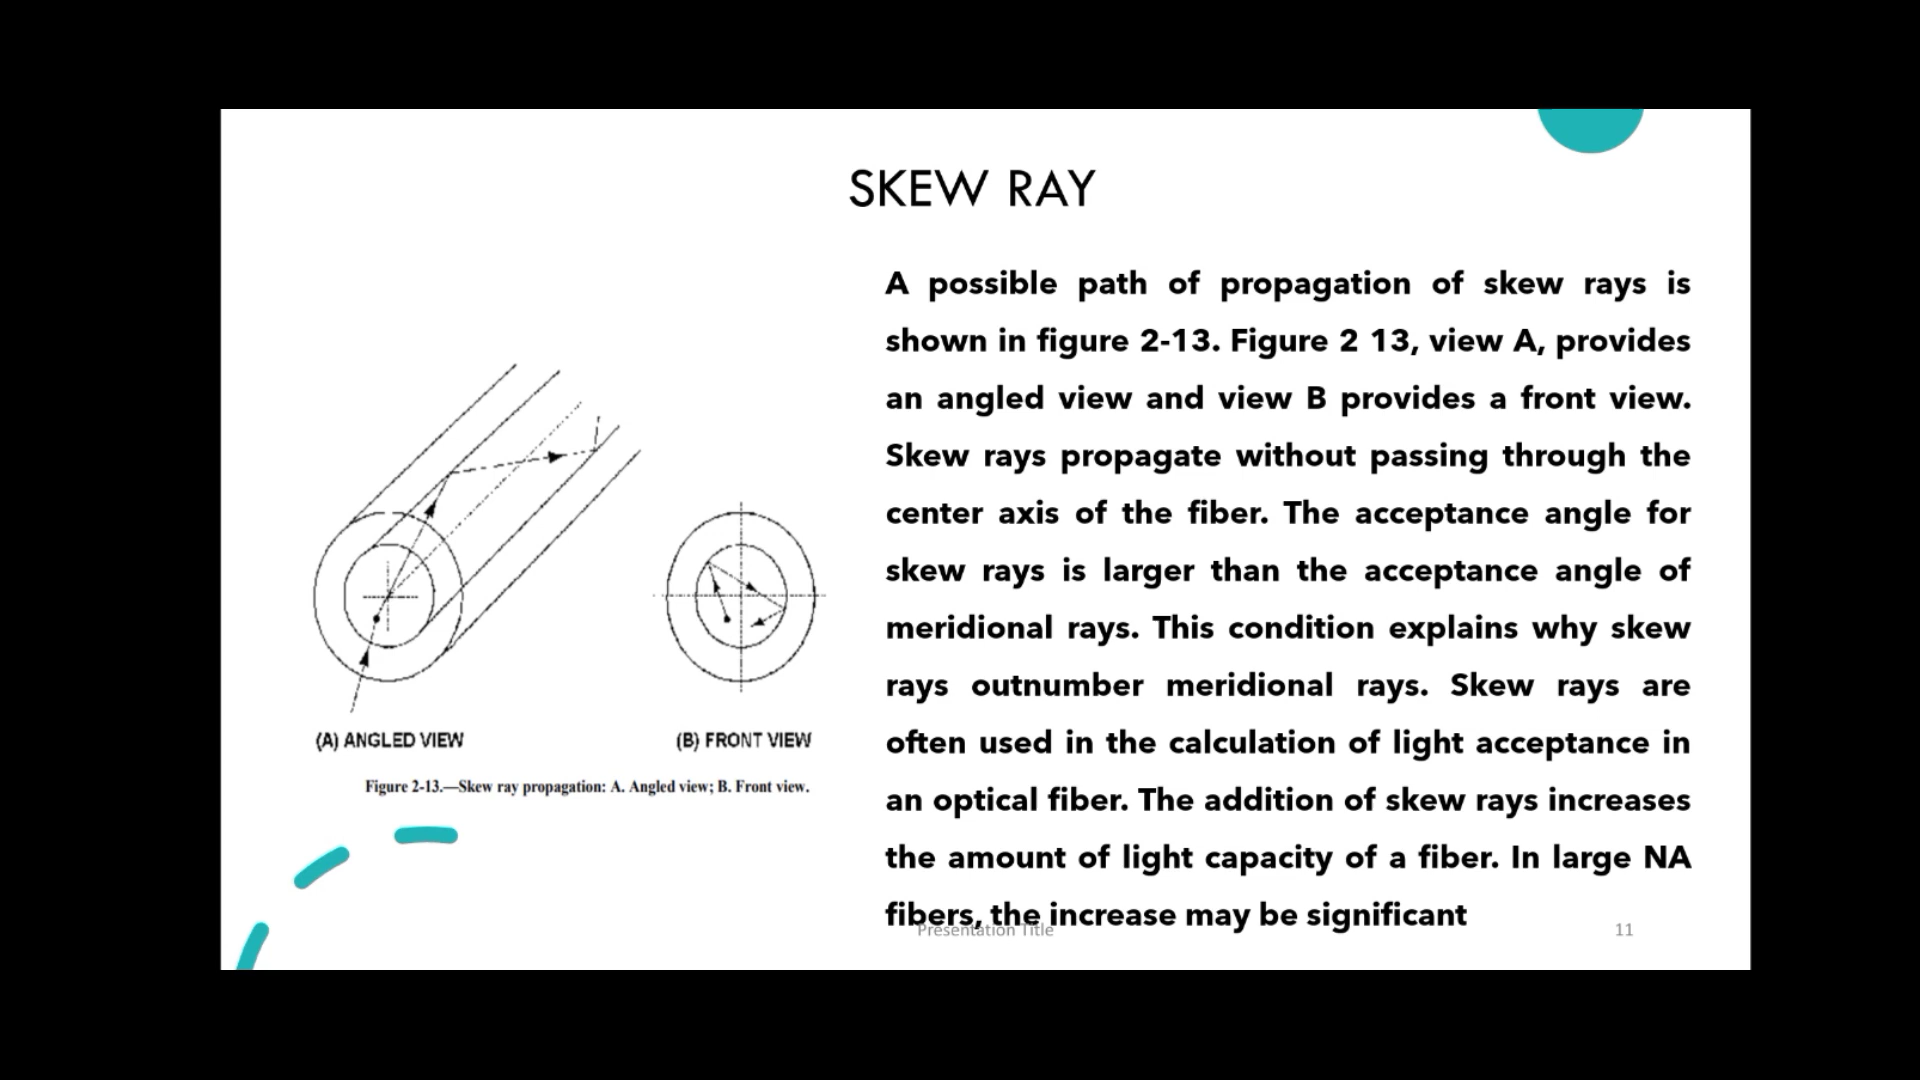 SKEW RAY
A possible path of propagation of skew rays is
shown in figure 2-13. Figure 2 13, view A, provides
an angled view and view B provides a front view.
Skew rays propagate without passing through the
center axis of the fiber. The acceptance angle for
skew rays is larger than the acceptance angle of
meridional rays. This condition explains why skew
rays outnumber meridional rays. Skew rays are
often used in the calculation of light acceptance in
an optical fiber. The addition of skew rays increases
the amount of light capacity of a fiber. In large NA
fibers, the increase may be significant
(A) ANGLED VIEW
(B) FRONT VIEW
Figure 2-13.—Skew ray propagation: A. Angled view; B. Front view.
Presentation Title
11